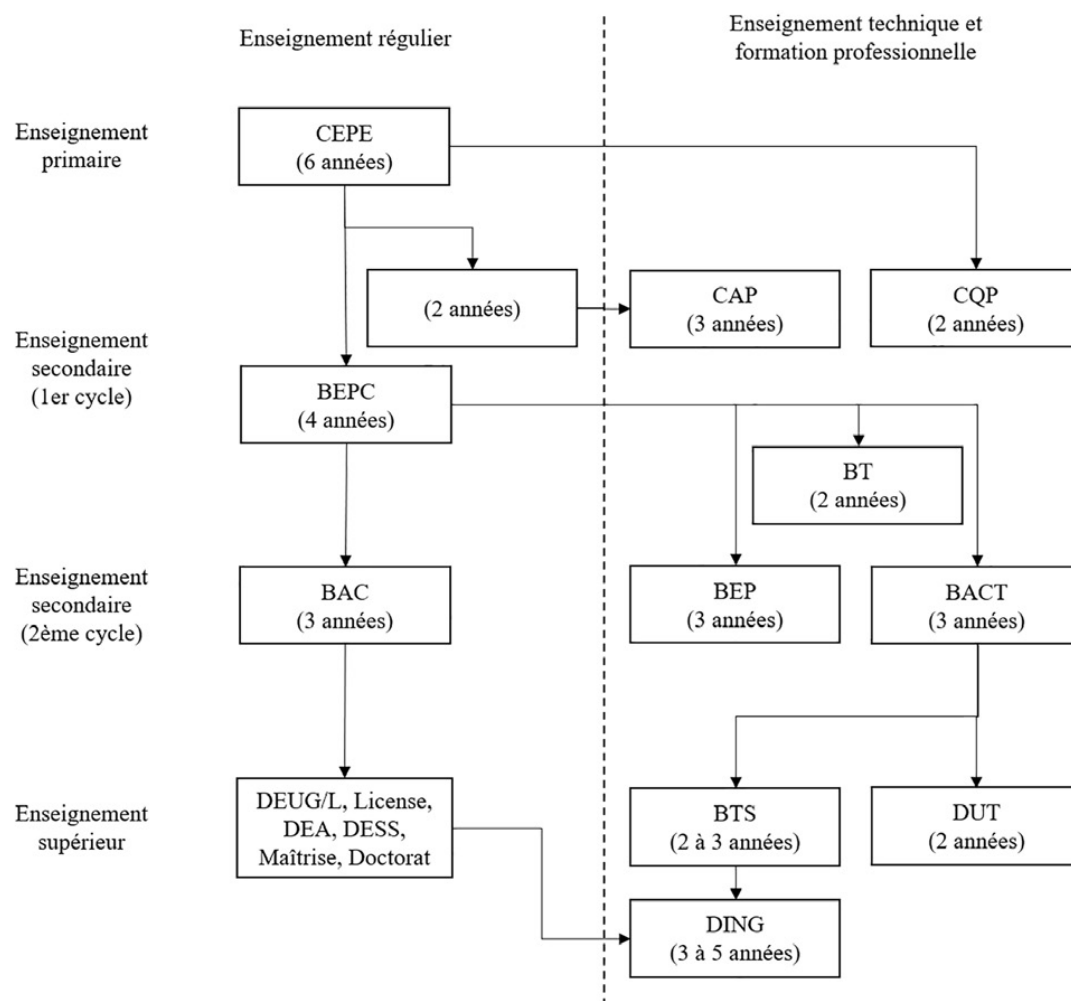 Enseignement régulier
Enseignement technique et
formation professionnelle
Enseignement
primaire
CEPE
(6 années)
(2 années)
CAP
(3 années)
CQP
(2 années)
Enseignement
secondaire
(1er cycle)
BEPC
(4 années)
BT
(2 années)
Enseignement
secondaire
(2ème cycle)
BAC
(3 années)
BEP
(3 années)
BACT
(3 années)
Enseignement
supérieur
DEUG/L, License,
DEA, DESS,
Maîtrise, Doctorat
BTS
(2 à 3 années)
DUT
(2 années)
DING
(3 à 5 années)